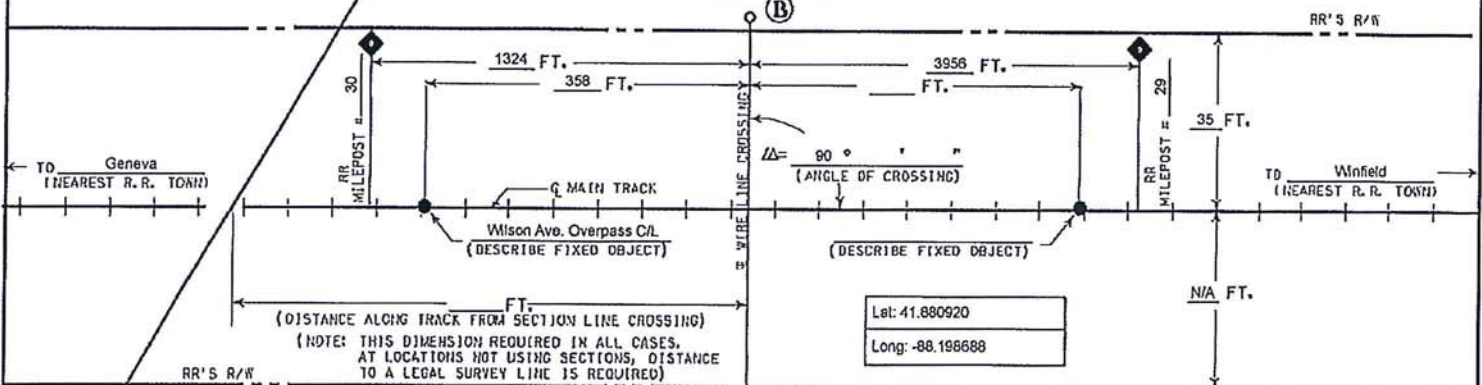 B
RR'S R/W
1324 FT.
3956 FT.
358 FT.
FT.
RR
MILEPOST = 30
WIRE LINE CROSSING
RR
MILEPOST = 29
35 FT.
90 ° ' "
(ANGLE OF CROSSING)
TO Geneva
(NEAREST R.R. TOWN)
TO Winfield
(NEAREST R.R. TOWN)
℄ MAIN TRACK
Wilson Ave. Overpass C/L
(DESCRIBE FIXED OBJECT)
(DESCRIBE FIXED OBJECT)
FT.
(DISTANCE ALONG TRACK FROM SECTION LINE CROSSING)
(NOTE: THIS DIMENSION REQUIRED IN ALL CASES.
AT LOCATIONS NOT USING SECTIONS, DISTANCE
TO A LEGAL SURVEY LINE IS REQUIRED)
Lat: 41.880920
Long: -88.198688
N/A FT.
RR'S R/W